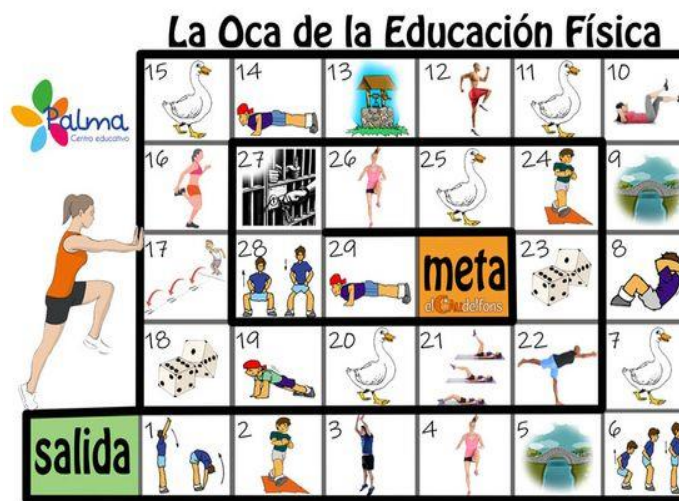 La Oca de la Educación Física
15 14 13 12 11 10
Palma
Centro educativo
16 27 26 25 24 9
17 28 29 meta 23 8
18 19 20 21 22 7
salida 1 2 3 4 5 6